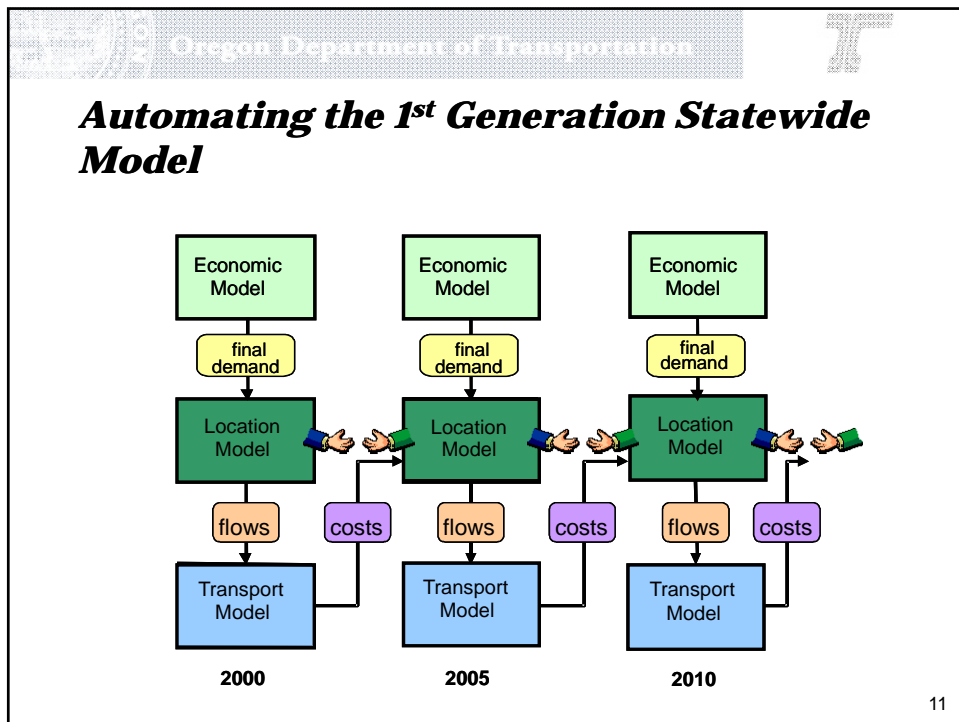 Oregon Department of Transportation
Automating the 1st Generation Statewide
Model
Economic
Model
Economic
Model
Economic
Model
final
demand
final
demand
final
demand
Location
Model
Location
Model
Location
Model
flows
costs
flows
costs
flows
costs
Transport
Model
Transport
Model
Transport
Model
2000
2005
2010
11